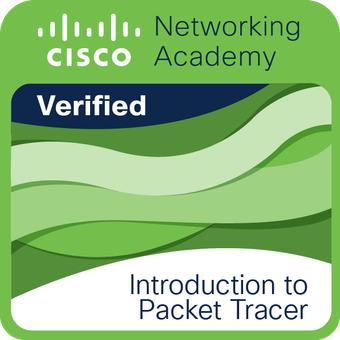 CISCO
Networking
Academy
Verified
Introduction to
Packet Tracer